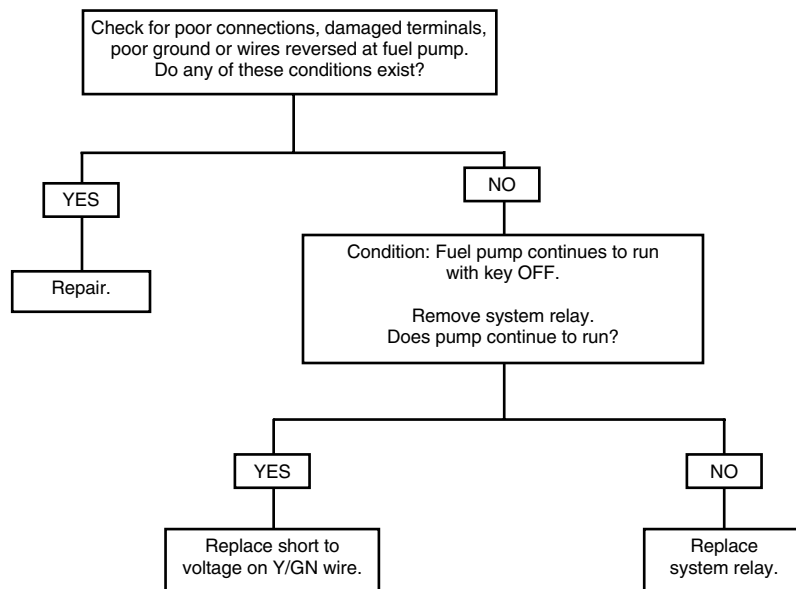 Check for poor connections, damaged terminals,
poor ground or wires reversed at fuel pump.
Do any of these conditions exist?
YES
NO
Repair.
Condition: Fuel pump continues to run
with key OFF.
Remove system relay.
Does pump continue to run?
YES
NO
Replace short to
voltage on Y/GN wire.
Replace
system relay.